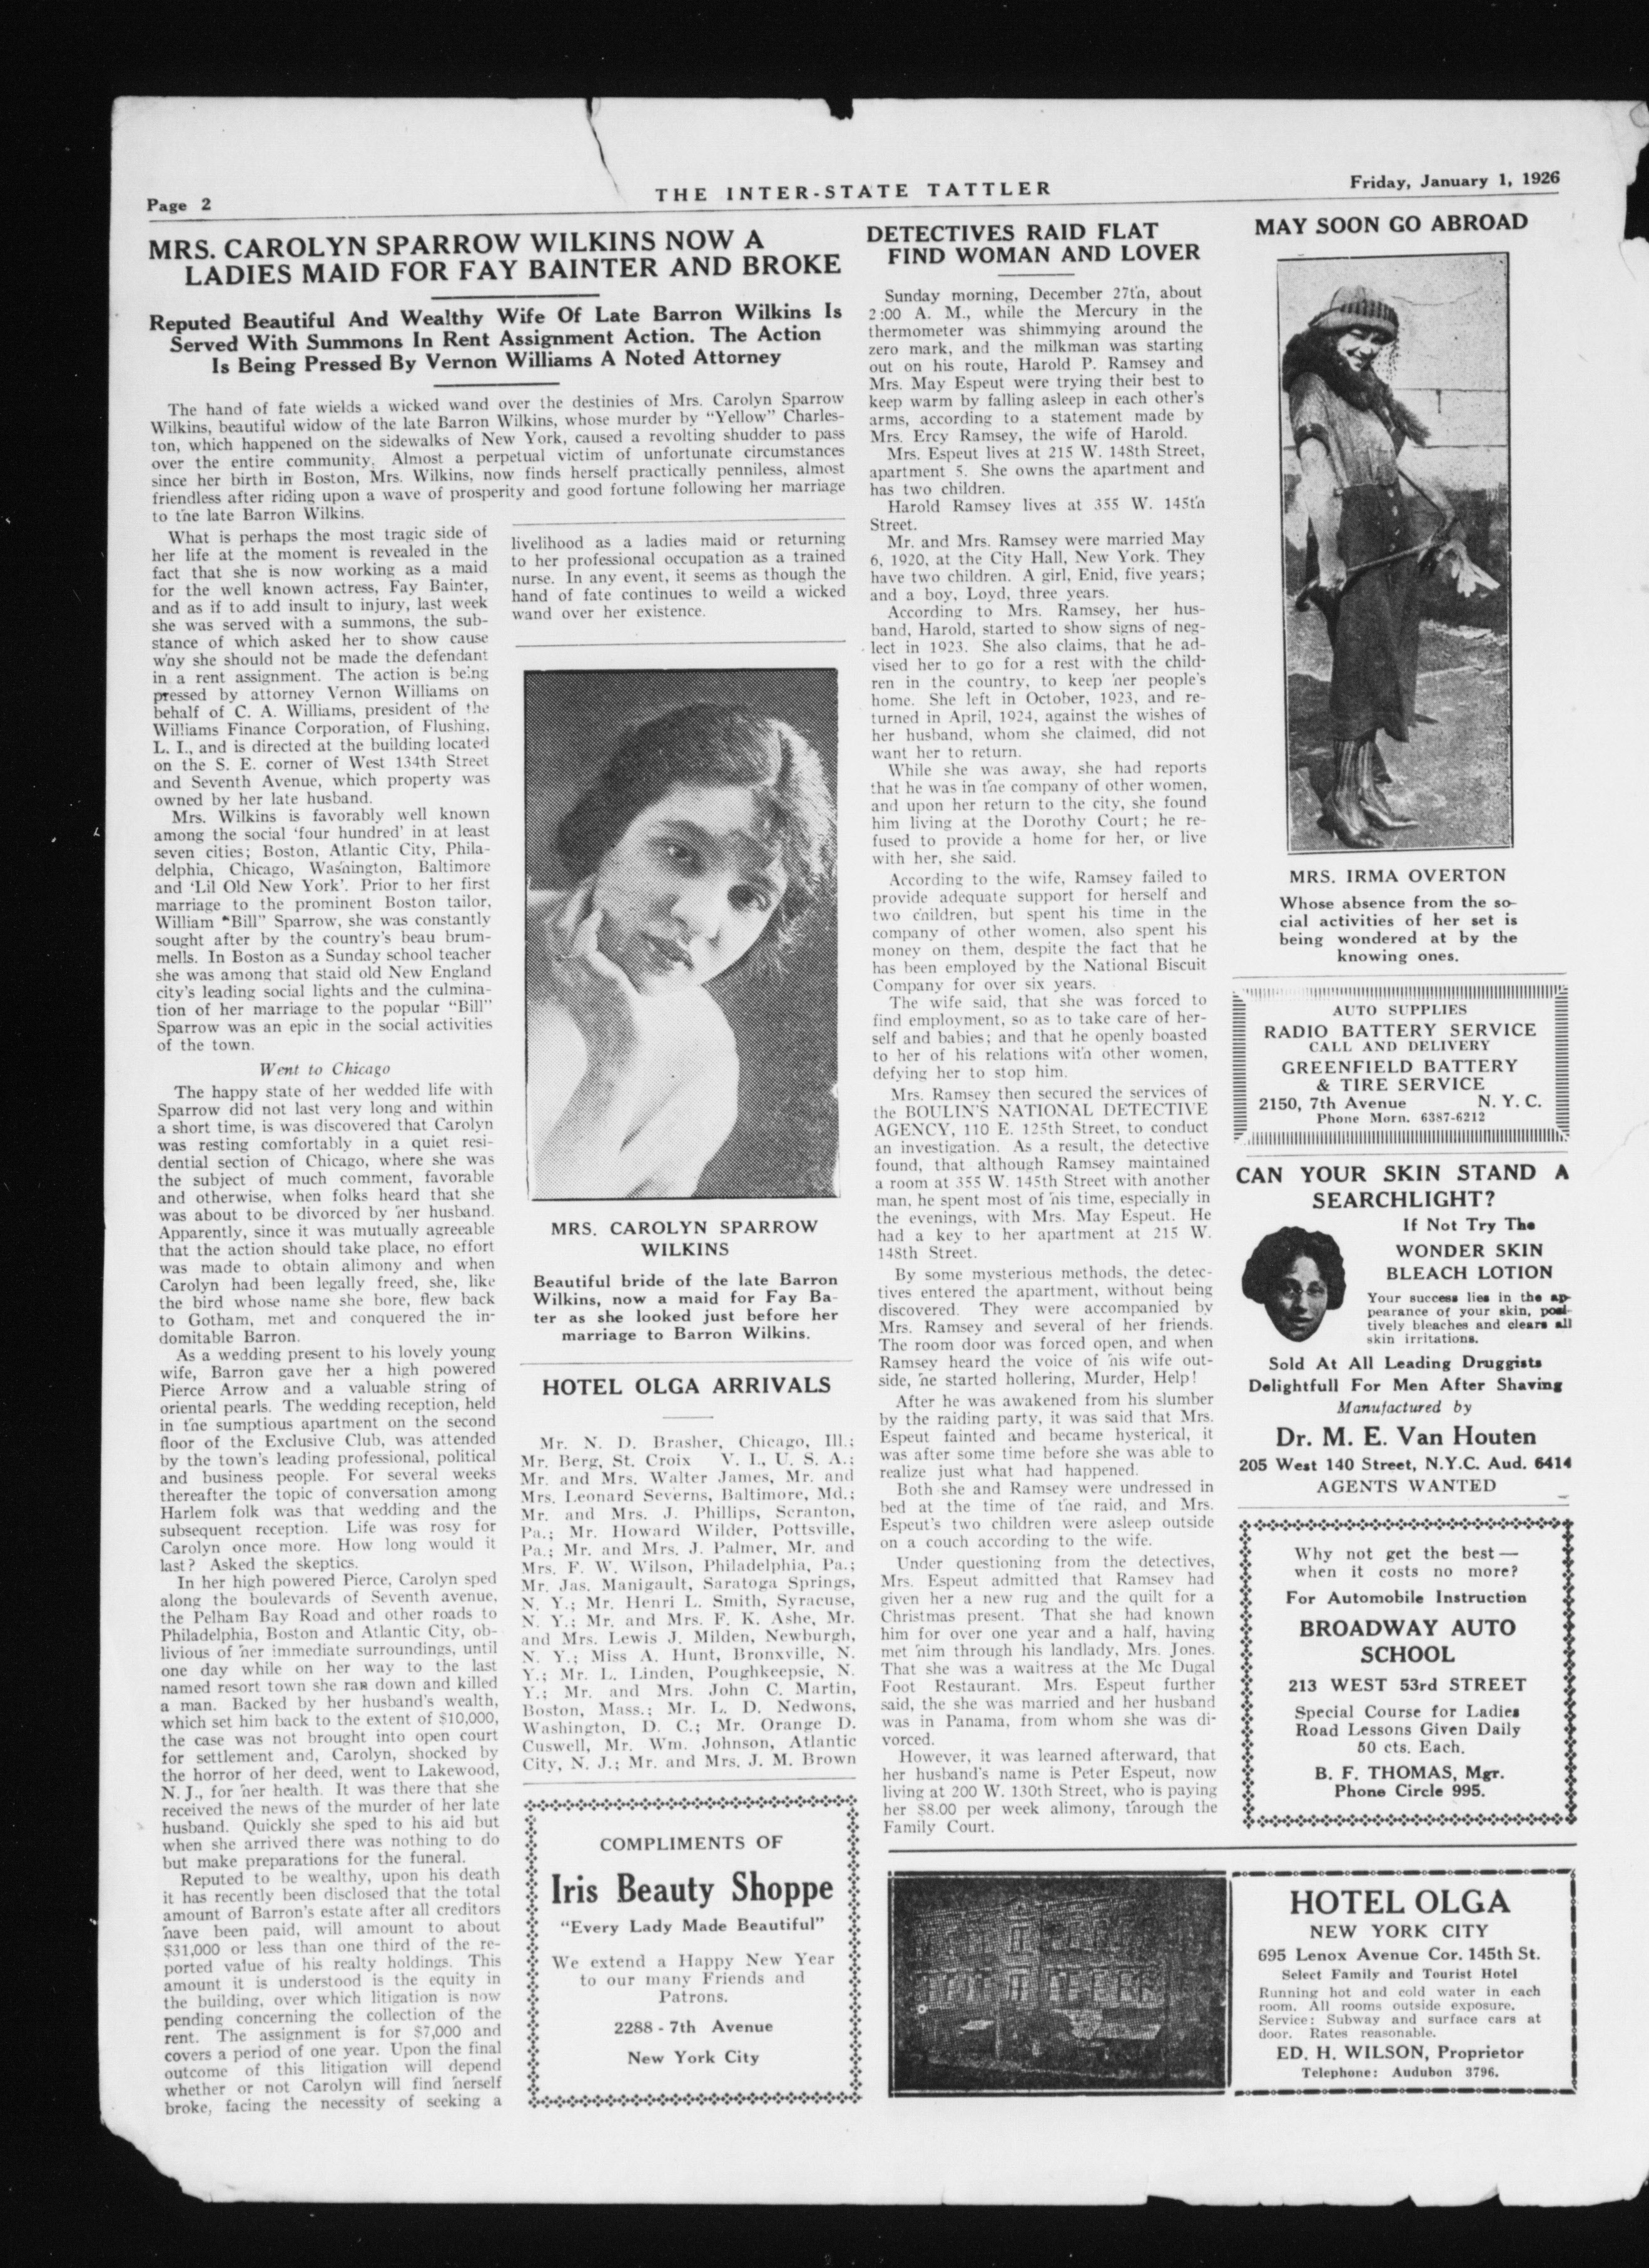 Page 2
THE INTER-STATE TATTLER
Friday, January 1, 1926
MRS. CAROLYN SPARROW WILKINS NOW A
LADIES MAID FOR FAY BAINTER AND BROKE
Reputed Beautiful And Wealthy Wife Of Late Barron Wilkins Is
Served With Summons In Rent Assignment Action. The Action
Is Being Pressed By Vernon Williams A Noted Attorney
The hand of fate wields a wicked wand over the destinies of Mrs. Carolyn Sparrow
Wilkins, beautiful widow of the late Barron Wilkins, whose murder by "Yellow" Charles-
ton, which happened on the sidewalks of New York, caused a revolting shudder to pass
over the entire community. Almost a perpetual victim of unfortunate circumstances
since her birth in Boston, Mrs. Wilkins, now finds herself practically penniless, almost
friendless after riding upon a wave of prosperity and good fortune following her marriage
to the late Barron Wilkins.
What is perhaps the most tragic side of
her life at the moment is revealed in the
fact that she is now working as a maid
for the well known actress, Fay Bainter,
and as if to add insult to injury, last week
she was served with a summons, the sub-
stance of which asked her to show cause
why she should not be made the defendant
in a rent assignment. The action is being
pressed by attorney Vernon Williams on
behalf of C. A. Williams, president of the
Williams Finance Corporation, of Flushing,
L. I., and is directed at the building located
on the S. E. corner of West 134th Street
and Seventh Avenue, which property was
owned by her late husband.
Mrs. Wilkins is favorably well known
among the social 'four hundred' in at least
seven cities; Boston, Atlantic City, Phila-
delphia, Chicago, Washington, Baltimore
and 'Lil Old New York'. Prior to her first
marriage to the prominent Boston tailor,
William "Bill" Sparrow, she was constantly
sought after by the country's beau brum-
mells. In Boston as a Sunday school teacher
she was among that staid old New England
city's leading social lights and the culmina-
tion of her marriage to the popular "Bill"
Sparrow was an epic in the social activities
of the town.
Went to Chicago
The happy state of her wedded life with
Sparrow did not last very long and within
a short time, is was discovered that Carolyn
was resting comfortably in a quiet resi-
dential section of Chicago, where she was
the subject of much comment, favorable
and otherwise, when folks heard that she
was about to be divorced by her husband.
Apparently, since it was mutually agreeable
that the action should take place, no effort
was made to obtain alimony and when
Carolyn had been legally freed, she, like
the bird whose name she bore, flew back
to Gotham, met and conquered the in-
domitable Barron.
As a wedding present to his lovely young
wife, Barron gave her a high powered
Pierce Arrow and a valuable string of
oriental pearls. The wedding reception, held
in the sumptious apartment on the second
floor of the Exclusive Club, was attended
by the town's leading professional, political
and business people. For several weeks
thereafter the topic of conversation among
Harlem folk was that wedding and the
subsequent reception. Life was rosy for
Carolyn once more. How long would it
last? Asked the skeptics.
In her high powered Pierce, Carolyn sped
along the boulevards of Seventh avenue,
the Pelham Bay Road and other roads to
Philadelphia, Boston and Atlantic City, ob-
livious of her immediate surroundings, until
one day while on her way to the last
named resort town she ran down and killed
a man. Backed by her husband's wealth,
which set him back to the extent of $10,000,
the case was not brought into open court
for settlement and, Carolyn, shocked by
the horror of her deed, went to Lakewood,
N. J., for her health. It was there that she
received the news of the murder of her late
husband. Quickly she sped to his aid but
when she arrived there was nothing to do
but make preparations for the funeral.
Reputed to be wealthy, upon his death
it has recently been disclosed that the total
amount of Barron's estate after all creditors
have been paid, will amount to about
$31,000 or less than one third of the re-
ported value of his realty holdings. This
amount it is understood is the equity in
the building, over which litigation is now
pending concerning the collection of the
rent. The assignment is for $7,000 and
covers a period of one year. Upon the final
outcome of this litigation will depend
whether or not Carolyn will find herself
broke, facing the necessity of seeking a
livelihood as a ladies maid or returning
to her professional occupation as a trained
nurse. In any event, it seems as though the
hand of fate continues to weild a wicked
wand over her existence.
MRS. CAROLYN SPARROW
WILKINS
Beautiful bride of the late Barron
Wilkins, now a maid for Fay Ba-
ter as she looked just before her
marriage to Barron Wilkins.
HOTEL OLGA ARRIVALS
Mr. N. D. Brasher, Chicago, Ill.;
Mr. Berg, St. Croix V. I., U. S. A.;
Mr. and Mrs. Walter James, Mr. and
Mrs. Leonard Severns, Baltimore, Md.;
Mr. and Mrs. J. Phillips, Scranton,
Pa.; Mr. Howard Wilder, Pottsville,
Pa.; Mr. and Mrs. J. Palmer, Mr. and
Mrs. F. W. Wilson, Philadelphia, Pa.;
Mr. Jas. Manigault, Saratoga Springs,
N. Y.; Mr. Henri L. Smith, Syracuse,
N. Y.; Mr. and Mrs. F. K. Ashe, Mr.
and Mrs. Lewis J. Milden, Newburgh,
N. Y.; Miss A. Hunt, Bronxville, N.
Y.; Mr. L. Linden, Poughkeepsie, N.
Y.; Mr. and Mrs. John C. Martin,
Boston, Mass.; Mr. L. D. Nedwons,
Washington, D. C.; Mr. Orange D.
Cuswell, Mr. Wm. Johnson, Atlantic
City, N. J.; Mr. and Mrs. J. M. Brown
COMPLIMENTS OF
Iris Beauty Shoppe
"Every Lady Made Beautiful"
We extend a Happy New Year
to our many Friends and
Patrons.
2288 - 7th Avenue
New York City
DETECTIVES RAID FLAT
FIND WOMAN AND LOVER
Sunday morning, December 27th, about
2:00 A. M., while the Mercury in the
thermometer was shimmying around the
zero mark, and the milkman was starting
out on his route, Harold P. Ramsey and
Mrs. May Espeut were trying their best to
keep warm by falling asleep in each other's
arms, according to a statement made by
Mrs. Ercy Ramsey, the wife of Harold.
Mrs. Espeut lives at 215 W. 148th Street,
apartment 5. She owns the apartment and
has two children.
Harold Ramsey lives at 355 W. 145th
Street.
Mr. and Mrs. Ramsey were married May
6, 1920, at the City Hall, New York. They
have two children. A girl, Enid, five years;
and a boy, Loyd, three years.
According to Mrs. Ramsey, her hus-
band, Harold, started to show signs of neg-
lect in 1923. She also claims, that he ad-
vised her to go for a rest with the child-
ren in the country, to keep her people's
home. She left in October, 1923, and re-
turned in April, 1924, against the wishes of
her husband, whom she claimed, did not
want her to return.
While she was away, she had reports
that he was in the company of other women,
and upon her return to the city, she found
him living at the Dorothy Court; he re-
fused to provide a home for her, or live
with her, she said.
According to the wife, Ramsey failed to
provide adequate support for herself and
two children, but spent his time in the
company of other women, also spent his
money on them, despite the fact that he
has been employed by the National Biscuit
Company for over six years.
The wife said, that she was forced to
find employment, so as to take care of her-
self and babies; and that he openly boasted
to her of his relations with other women,
defying her to stop him.
Mrs. Ramsey then secured the services of
the BOULIN'S NATIONAL DETECTIVE
AGENCY, 110 E. 125th Street, to conduct
an investigation. As a result, the detective
found, that although Ramsey maintained
a room at 355 W. 145th Street with another
man, he spent most of his time, especially in
the evenings, with Mrs. May Espeut. He
had a key to her apartment at 215 W.
148th Street.
By some mysterious methods, the detec-
tives entered the apartment, without being
discovered. They were accompanied by
Mrs. Ramsey and several of her friends.
The room door was forced open, and when
Ramsey heard the voice of his wife out-
side, he started hollering, Murder, Help!
After he was awakened from his slumber
by the raiding party, it was said that Mrs.
Espeut fainted and became hysterical, it
was after some time before she was able to
realize just what had happened.
Both she and Ramsey were undressed in
bed at the time of the raid, and Mrs.
Espeut's two children were asleep outside
on a couch according to the wife.
Under questioning from the detectives,
Mrs. Espeut admitted that Ramsey had
given her a new rug and the quilt for a
Christmas present. That she had known
him for over one year and a half, having
met him through his landlady, Mrs. Jones.
That she was a waitress at the Mc Dugal
Foot Restaurant. Mrs. Espeut further
said, the she was married and her husband
was in Panama, from whom she was di-
vorced.
However, it was learned afterward, that
her husband's name is Peter Espeut, now
living at 200 W. 130th Street, who is paying
her $8.00 per week alimony, through the
Family Court.
MAY SOON GO ABROAD
MRS. IRMA OVERTON
Whose absence from the so-
cial activities of her set is
being wondered at by the
knowing ones.
AUTO SUPPLIES
RADIO BATTERY SERVICE
CALL AND DELIVERY
GREENFIELD BATTERY
& TIRE SERVICE
2150, 7th Avenue N. Y. C.
Phone Morn. 6387-6212
CAN YOUR SKIN STAND A
SEARCHLIGHT?
If Not Try The
WONDER SKIN
BLEACH LOTION
Your success lies in the ap-
pearance of your skin, posi-
tively bleaches and clears all
skin irritations.
Sold At All Leading Druggists
Delightfull For Men After Shaving
Manufactured by
Dr. M. E. Van Houten
205 West 140 Street, N.Y.C. Aud. 6414
AGENTS WANTED
Why not get the best—
when it costs no more?
For Automobile Instruction
BROADWAY AUTO
SCHOOL
213 WEST 53rd STREET
Special Course for Ladies
Road Lessons Given Daily
50 cts. Each.
B. F. THOMAS, Mgr.
Phone Circle 995.
HOTEL OLGA
NEW YORK CITY
695 Lenox Avenue Cor. 145th St.
Select Family and Tourist Hotel
Running hot and cold water in each
room. All rooms outside exposure.
Service: Subway and surface cars at
door. Rates reasonable.
ED. H. WILSON, Proprietor
Telephone: Audubon 3796.